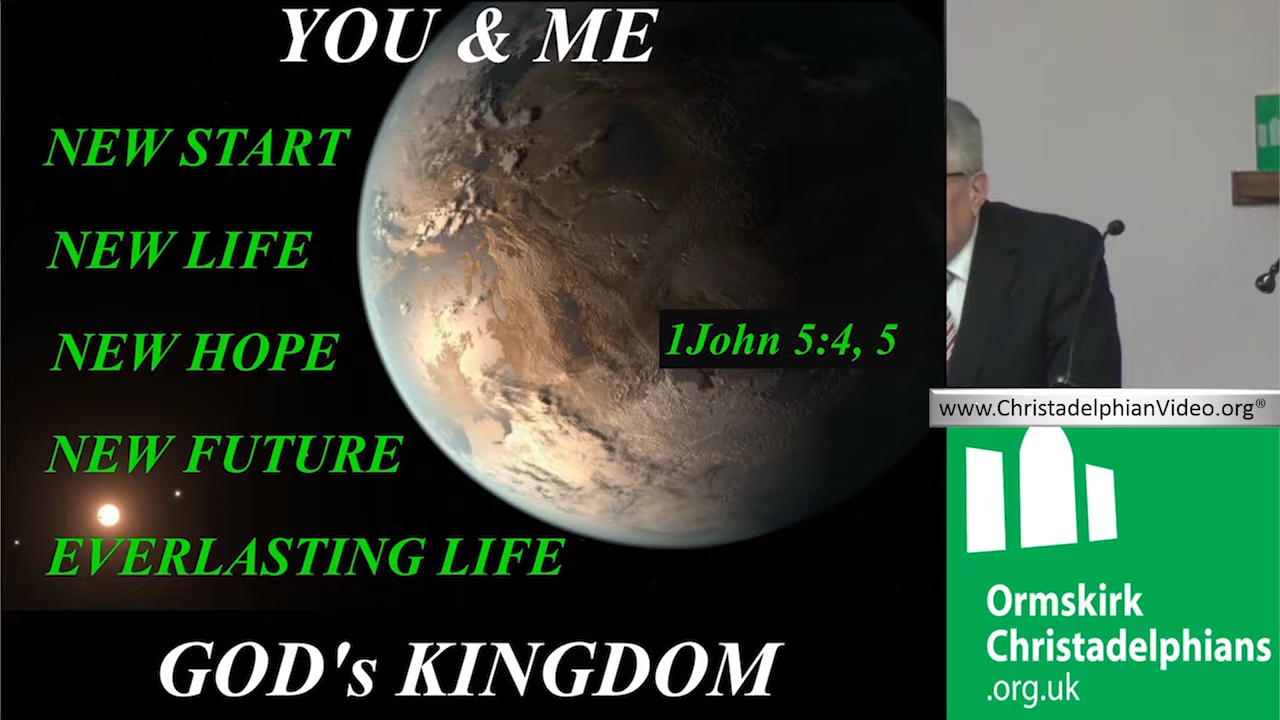 YOU & ME
NEW START
NEW LIFE
NEW HOPE
1John 5:4, 5
NEW FUTURE
EVERLASTING LIFE
GOD's KINGDOM
www.ChristadelphianVideo.org®
Ormskirk
Christadelphians
.org.uk